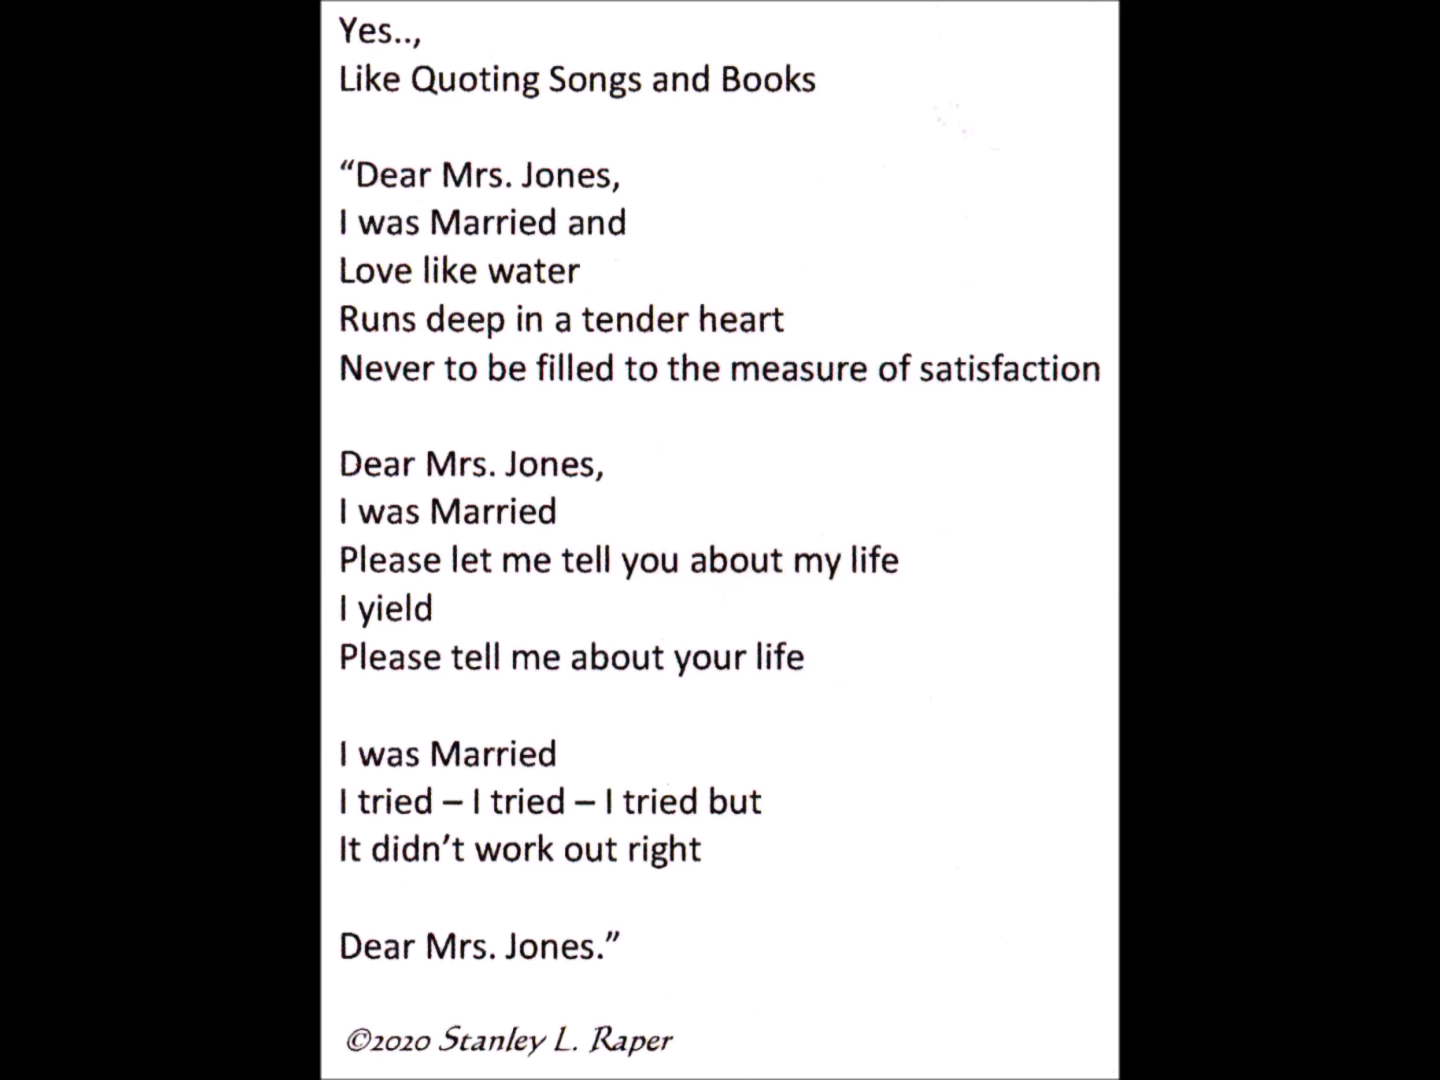 Yes..,
Like Quoting Songs and Books
“Dear Mrs. Jones,
I was Married and
Love like water
Runs deep in a tender heart
Never to be filled to the measure of satisfaction
Dear Mrs. Jones,
I was Married
Please let me tell you about my life
I yield
Please tell me about your life
I was Married
I tried – I tried – I tried but
It didn’t work out right
Dear Mrs. Jones.”
©2020 Stanley L. Raper